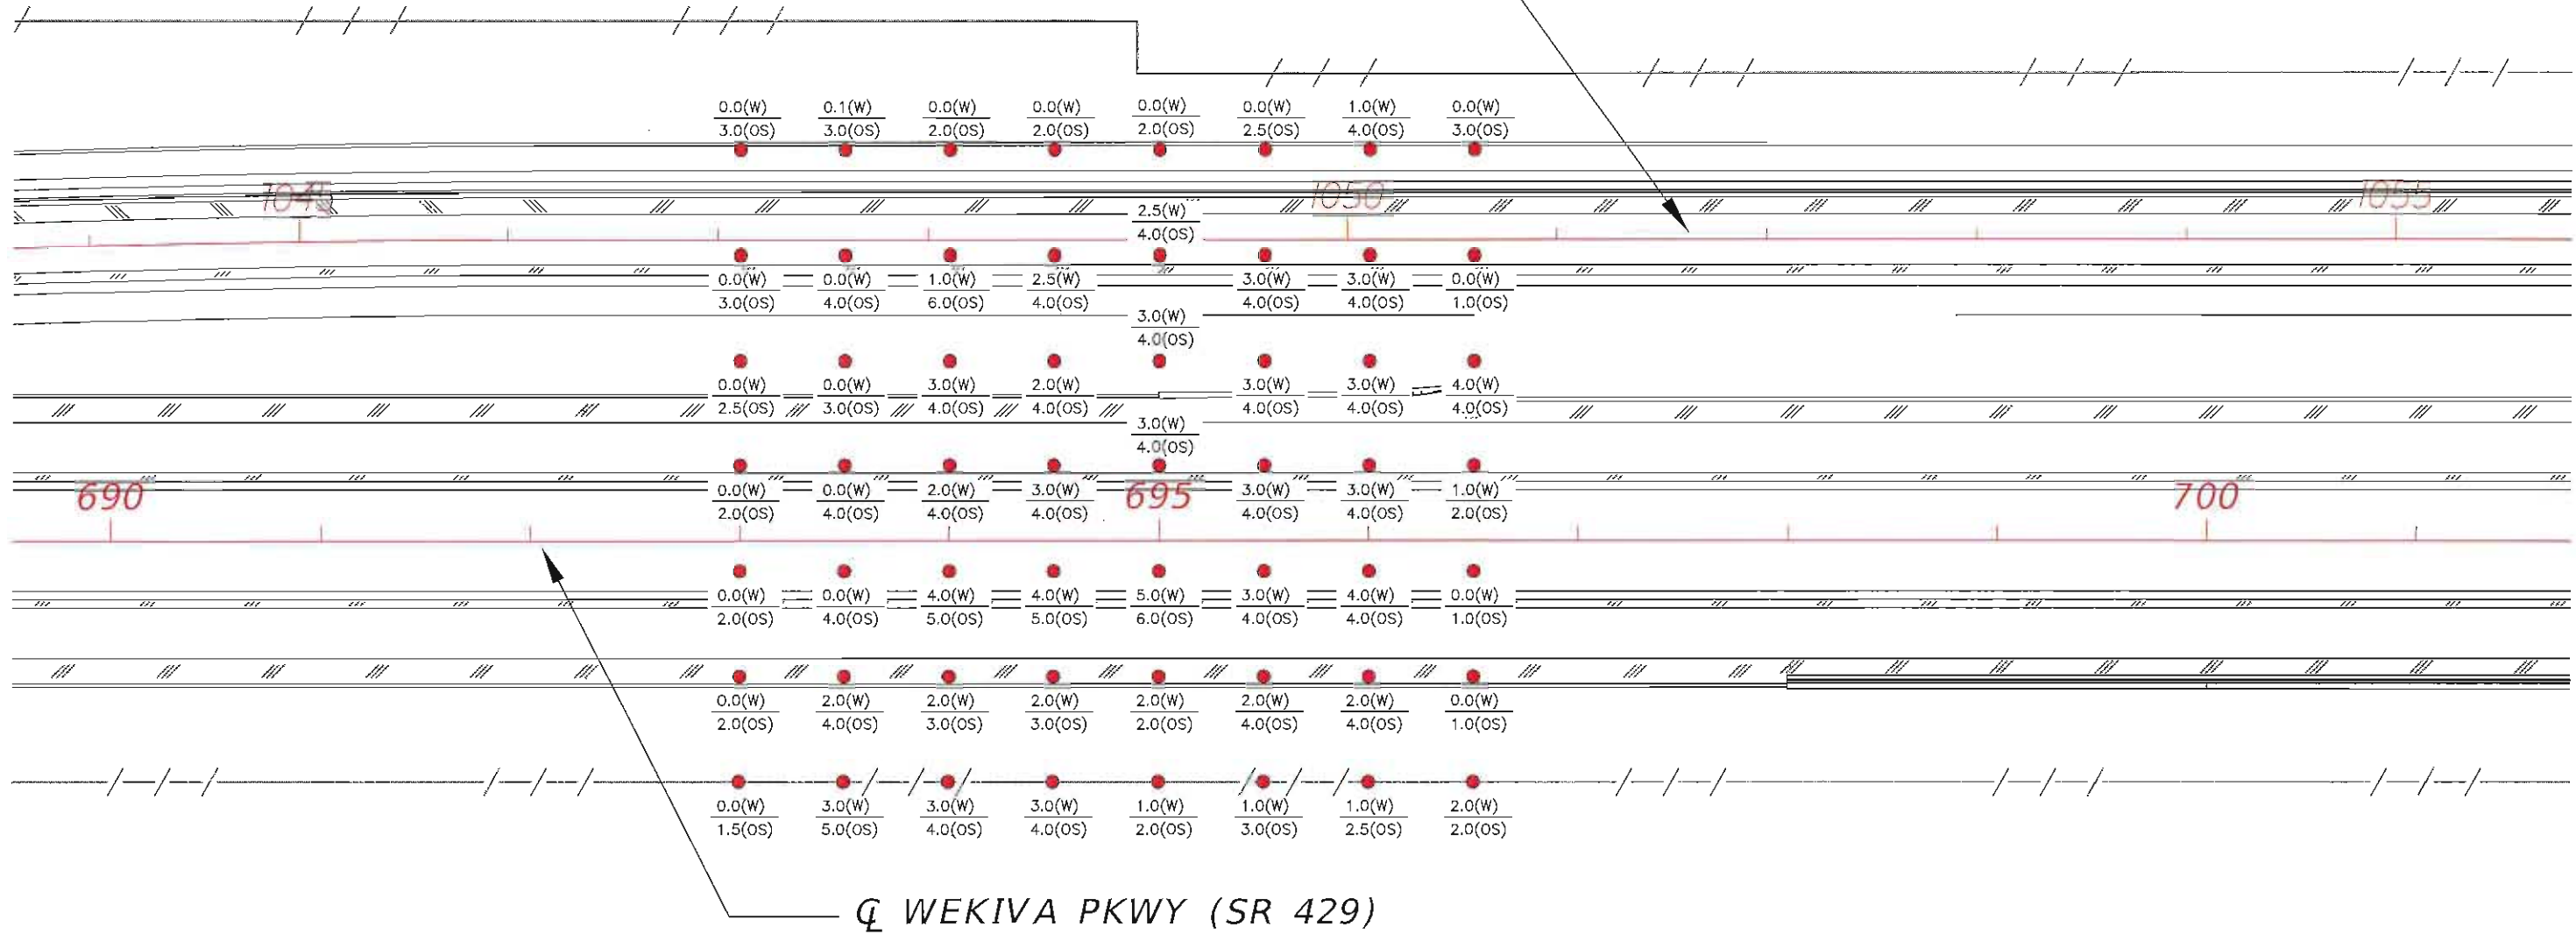 0.0(W) 0.1(W) 0.0(W) 0.0(W) 0.0(W) 0.0(W) 1.0(W) 0.0(W)
3.0(OS) 3.0(OS) 2.0(OS) 2.0(OS) 2.0(OS) 2.5(OS) 4.0(OS) 3.0(OS)
1050 1055
2.5(W)
4.0(OS)
0.0(W) 0.0(W) 1.0(W) 2.5(W) 3.0(W) 3.0(W) 0.0(W)
3.0(OS) 4.0(OS) 6.0(OS) 4.0(OS) 4.0(OS) 4.0(OS) 1.0(OS)
3.0(W)
4.0(OS)
0.0(W) 0.0(W) 3.0(W) 2.0(W) 3.0(W) 3.0(W) 4.0(W)
2.5(OS) 3.0(OS) 4.0(OS) 4.0(OS) 4.0(OS) 4.0(OS) 4.0(OS)
3.0(W)
4.0(OS)
690 695 700
0.0(W) 0.0(W) 2.0(W) 3.0(W) 3.0(W) 3.0(W) 1.0(W)
2.0(OS) 4.0(OS) 4.0(OS) 4.0(OS) 4.0(OS) 4.0(OS) 2.0(OS)
0.0(W) 0.0(W) 4.0(W) 4.0(W) 5.0(W) 3.0(W) 4.0(W) 0.0(W)
2.0(OS) 4.0(OS) 5.0(OS) 5.0(OS) 6.0(OS) 4.0(OS) 4.0(OS) 1.0(OS)
0.0(W) 2.0(W) 2.0(W) 2.0(W) 2.0(W) 2.0(W) 2.0(W) 0.0(W)
2.0(OS) 4.0(OS) 3.0(OS) 3.0(OS) 2.0(OS) 4.0(OS) 4.0(OS) 1.0(OS)
0.0(W) 3.0(W) 3.0(W) 3.0(W) 1.0(W) 1.0(W) 1.0(W) 2.0(W)
1.5(OS) 5.0(OS) 4.0(OS) 4.0(OS) 2.0(OS) 3.0(OS) 2.5(OS) 2.0(OS)
℄ WEKIVA PKWY (SR 429)